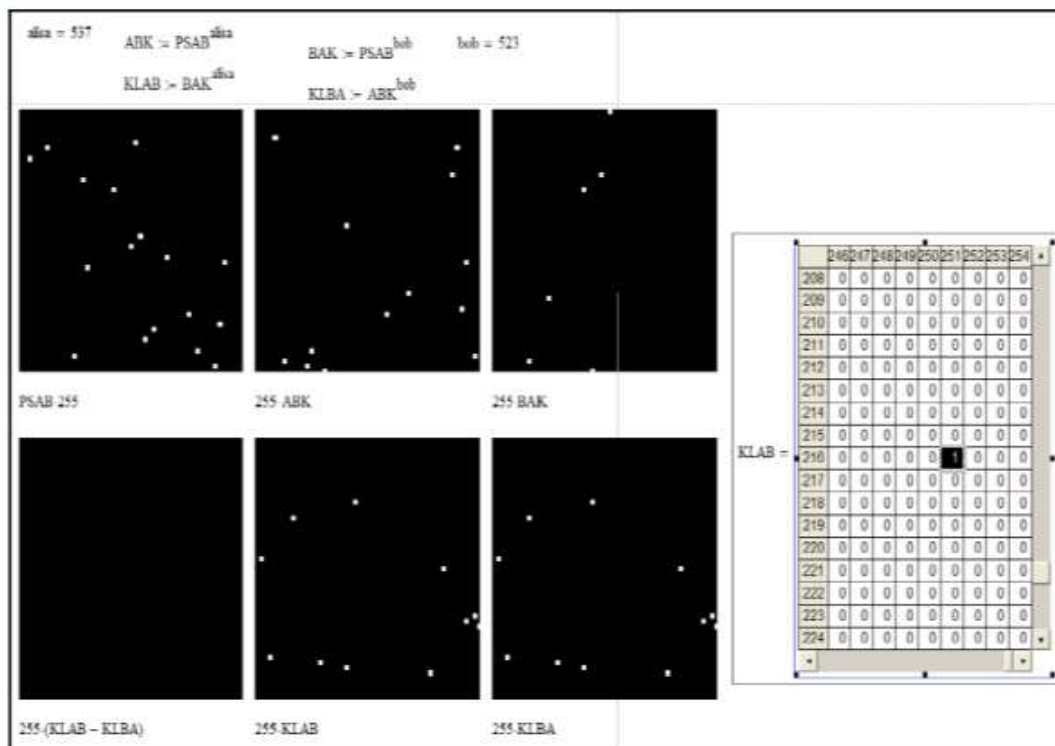 alisa = 537
ABK := PSAB^alisa
BAK := PSAB^bob
bob = 523
KLAB := BAK^alisa
KLBA := ABK^bob
PSAB·255
255·ABK
255·BAK
255·(KLAB – KLBA)
255·KLAB
255·KLBA
KLAB =
246 247 248 249 250 251 252 253 254
208 0 0 0 0 0 0 0 0 0
209 0 0 0 0 0 0 0 0 0
210 0 0 0 0 0 0 0 0 0
211 0 0 0 0 0 0 0 0 0
212 0 0 0 0 0 0 0 0 0
213 0 0 0 0 0 0 0 0 0
214 0 0 0 0 0 0 0 0 0
215 0 0 0 0 0 0 0 0 0
216 0 0 0 0 0 1 0 0 0
217 0 0 0 0 0 0 0 0 0
218 0 0 0 0 0 0 0 0 0
219 0 0 0 0 0 0 0 0 0
220 0 0 0 0 0 0 0 0 0
221 0 0 0 0 0 0 0 0 0
222 0 0 0 0 0 0 0 0 0
223 0 0 0 0 0 0 0 0 0
224 0 0 0 0 0 0 0 0 0